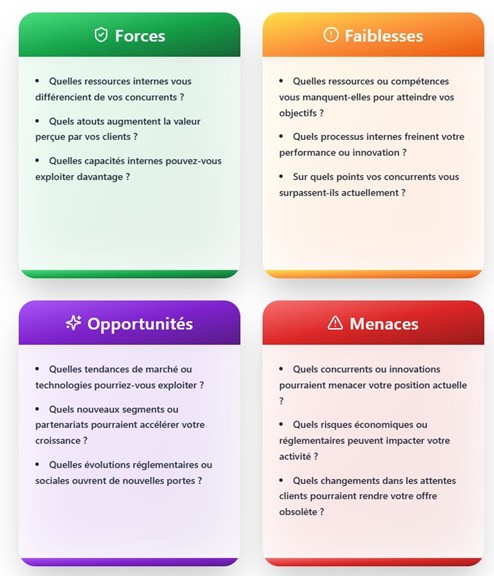 Forces
• Quelles ressources internes vous
différencient de vos concurrents ?
• Quels atouts augmentent la valeur
perçue par vos clients ?
• Quelles capacités internes pouvez-vous
exploiter davantage ?
Faiblesses
• Quelles ressources ou compétences
vous manquent-elles pour atteindre vos
objectifs ?
• Quels processus internes freinent votre
performance ou innovation ?
• Sur quels points vos concurrents vous
surpassent-ils actuellement ?
Opportunités
• Quelles tendances de marché ou
technologies pourriez-vous exploiter ?
• Quels nouveaux segments ou
partenariats pourraient accélérer votre
croissance ?
• Quelles évolutions réglementaires ou
sociales ouvrent de nouvelles portes ?
Menaces
• Quels concurrents ou innovations
pourraient menacer votre position actuelle
?
• Quels risques économiques ou
réglementaires peuvent impacter votre
activité ?
• Quels changements dans les attentes
clients pourraient rendre votre offre
obsolète ?